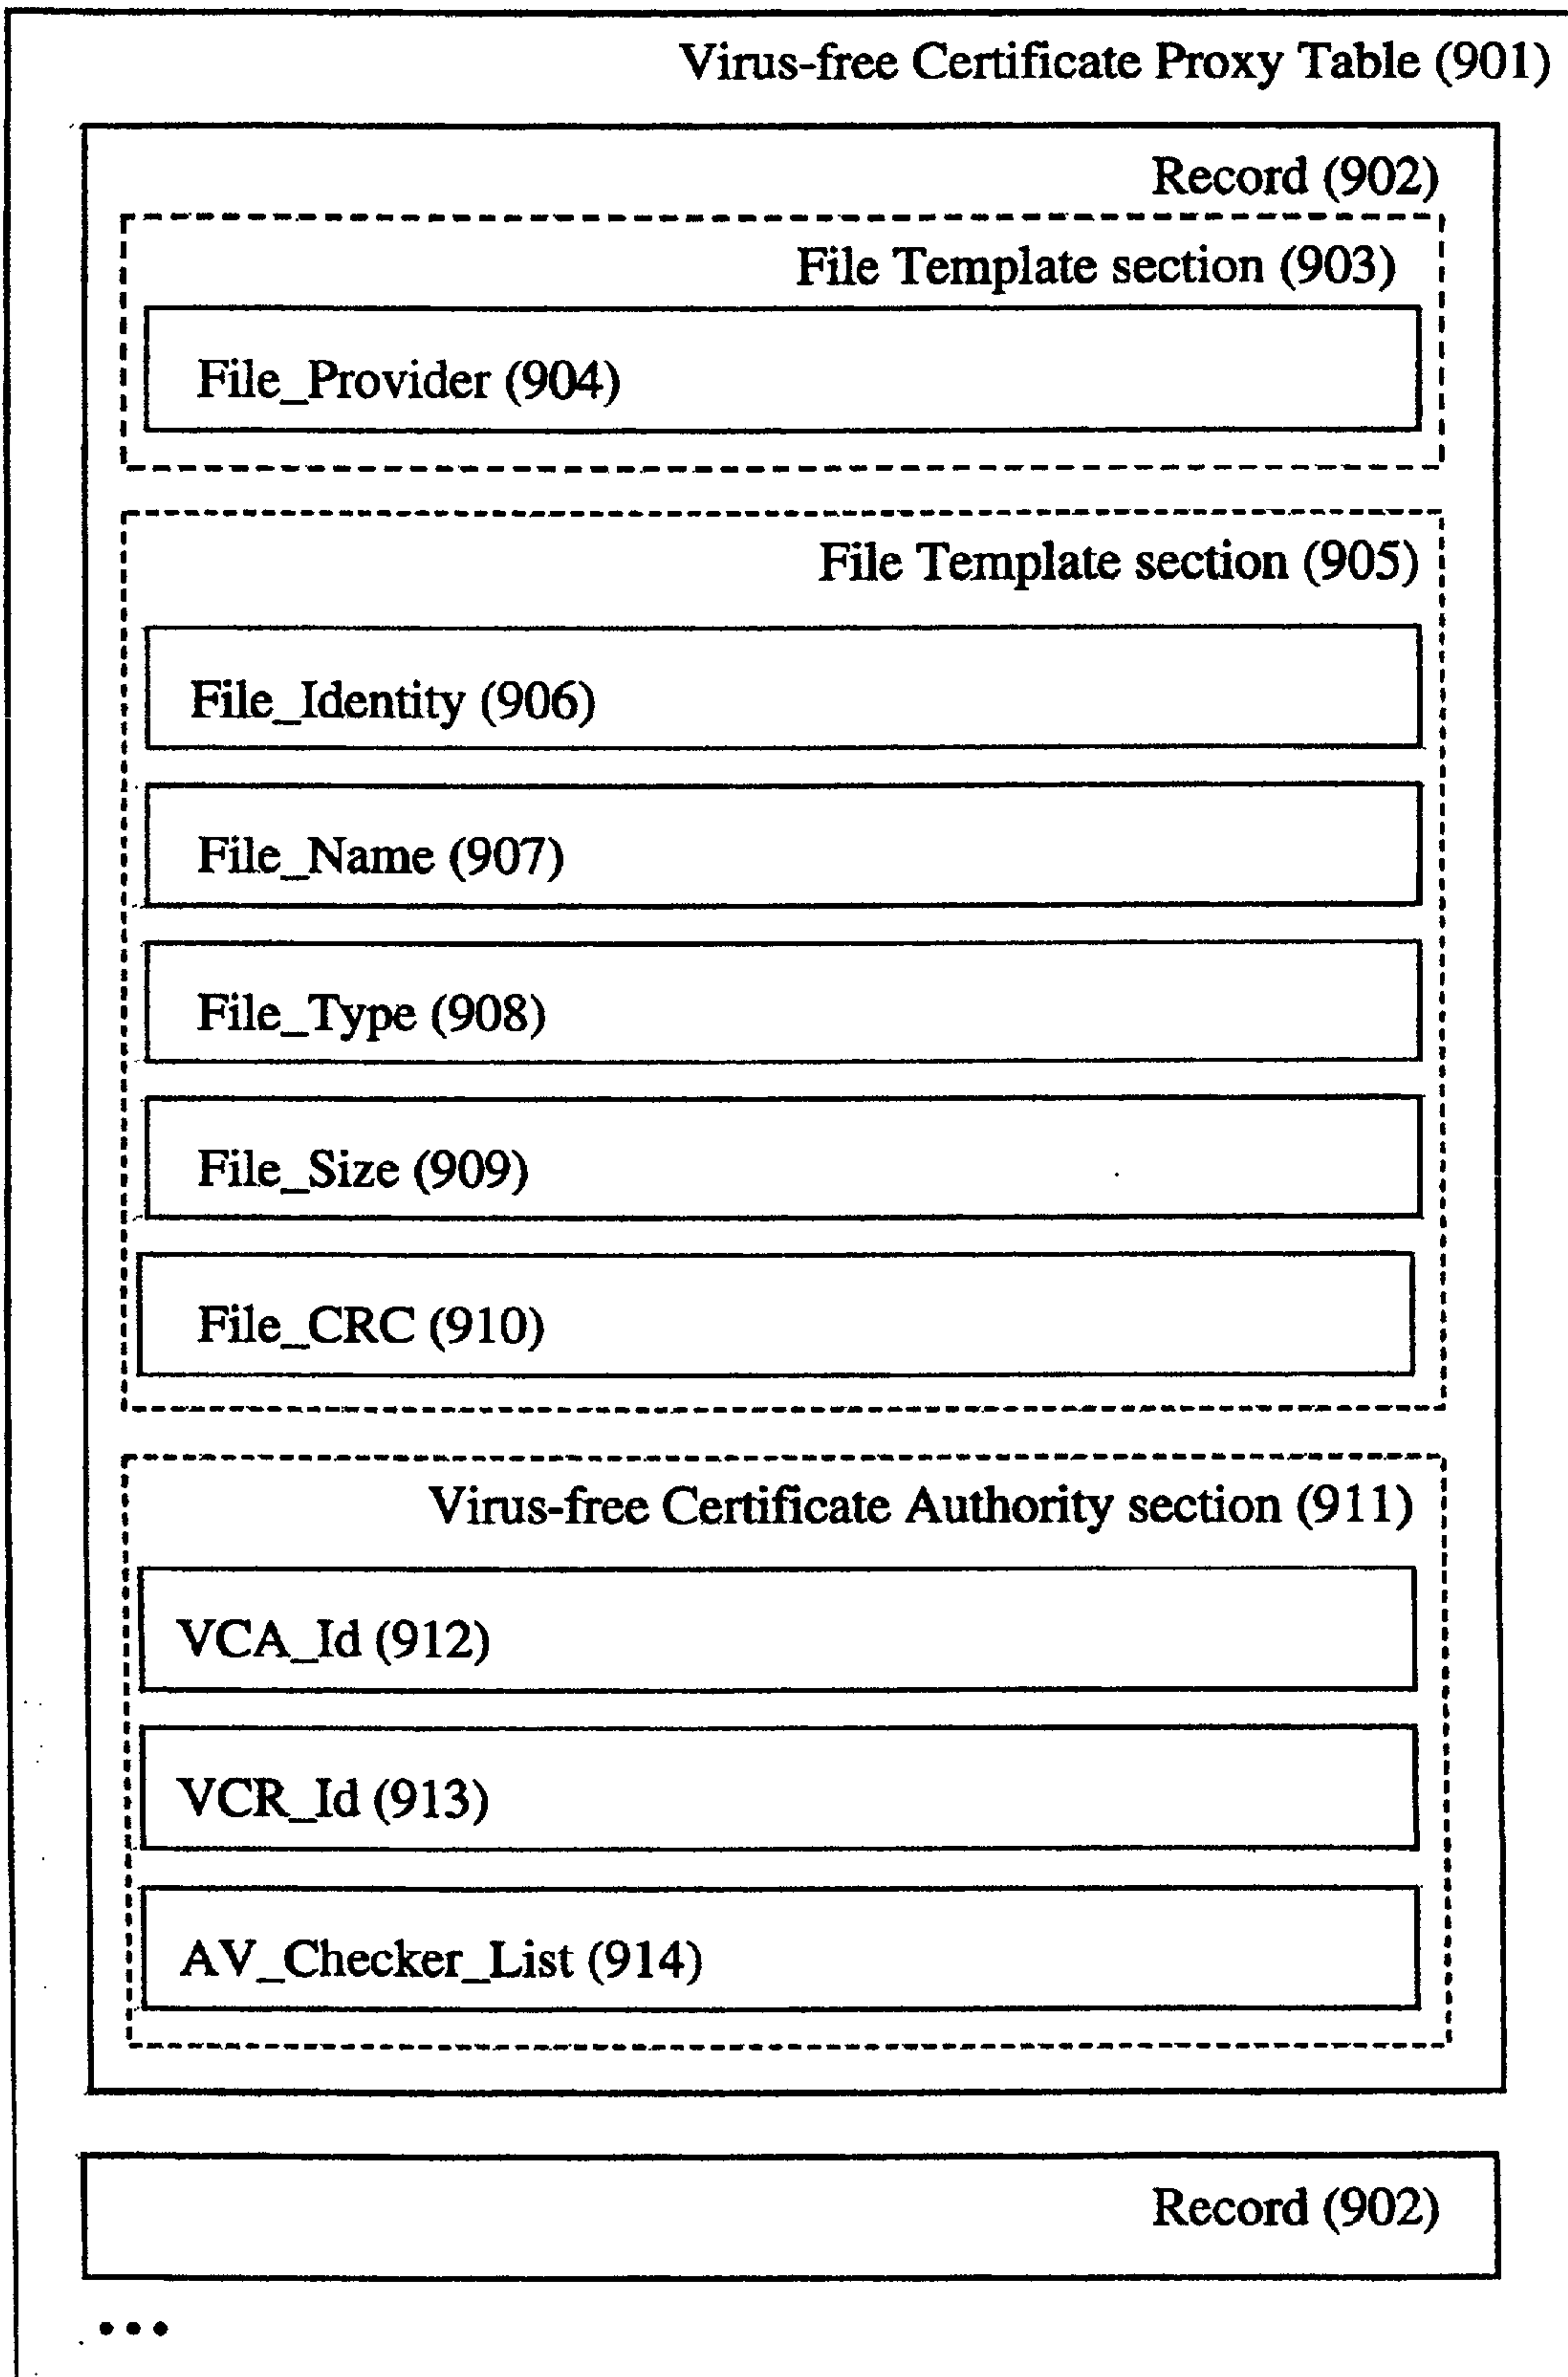 Virus-free Certificate Proxy Table (901)
Record (902)
File Template section (903)
File_Provider (904)
File Template section (905)
File_Identity (906)
File_Name (907)
File_Type (908)
File_Size (909)
File_CRC (910)
Virus-free Certificate Authority section (911)
VCA_Id (912)
VCR_Id (913)
AV_Checker_List (914)
Record (902)
•••